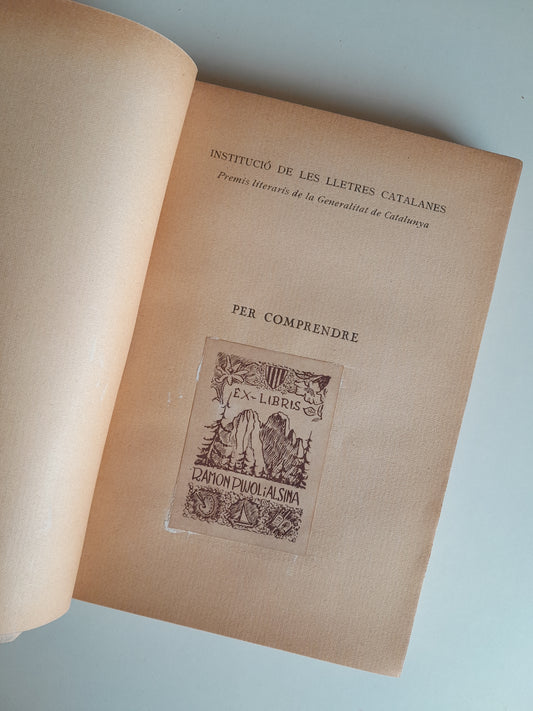 INSTITUCIÓ DE LES LLETRES CATALANES
Premis literaris de la Generalitat de Catalunya
PER COMPRENDRE
EX-LIBRIS
RAMON PUJOL i ALSINA